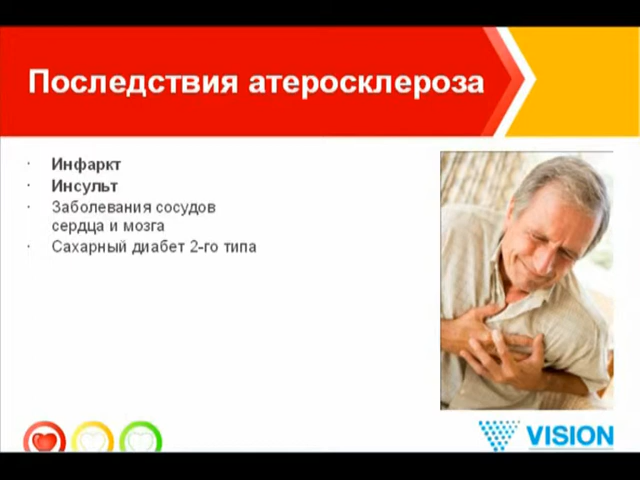 Последствия атеросклероза
· Инфаркт
· Инсульт
· Заболевания сосудов
сердца и мозга
· Сахарный диабет 2-го типа
VISION